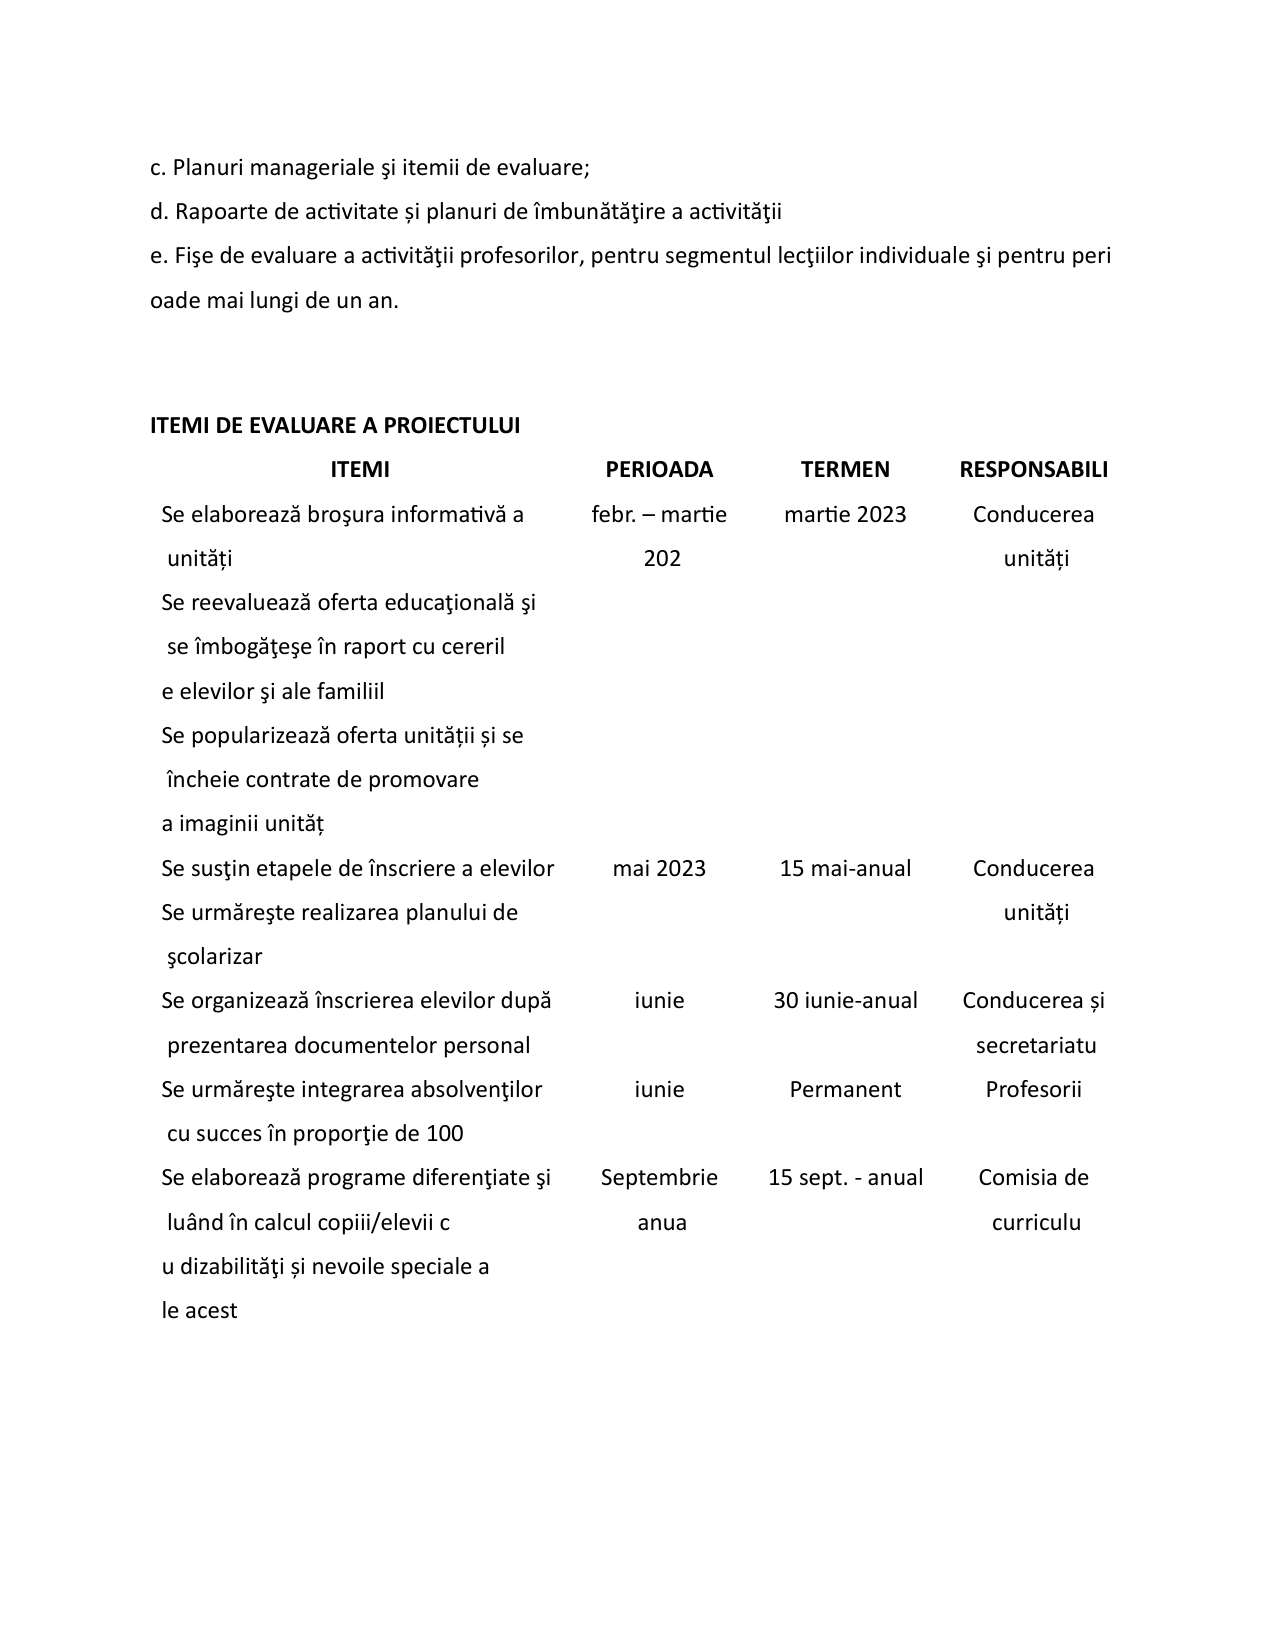 c. Planuri manageriale şi itemii de evaluare;
d. Rapoarte de activitate și planuri de îmbunătăţire a activităţii
e. Fişe de evaluare a activităţii profesorilor, pentru segmentul lecţiilor individuale şi pentru peri
oade mai lungi de un an.
ITEMI DE EVALUARE A PROIECTULUI
ITEMI PERIOADA TERMEN RESPONSABILI
Se elaborează broşura informativă a febr. – martie martie 2023 Conducerea
unități 202 unități
Se reevaluează oferta educaţională şi
se îmbogăţeşe în raport cu cereril
e elevilor şi ale familiil
Se popularizează oferta unității și se
încheie contrate de promovare
a imaginii unităț
Se susţin etapele de înscriere a elevilor mai 2023 15 mai-anual Conducerea
Se urmăreşte realizarea planului de unități
şcolarizar
Se organizează înscrierea elevilor după iunie 30 iunie-anual Conducerea și
prezentarea documentelor personal secretariatu
Se urmăreşte integrarea absolvenţilor iunie Permanent Profesorii
cu succes în proporţie de 100
Se elaborează programe diferenţiate şi Septembrie 15 sept. - anual Comisia de
luând în calcul copiii/elevii c anua curriculu
u dizabilităţi și nevoile speciale a
le acest